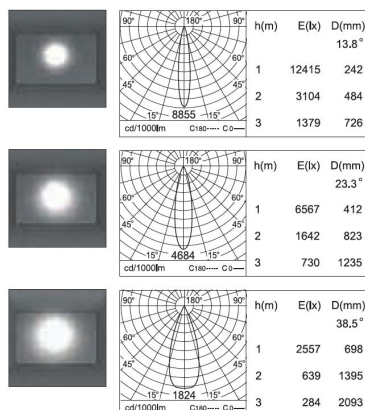 90° 180° 90°
60° 60°
45° 45°
15° 8855 15°
cd/1000lm C180----- C0—
h(m) E(lx) D(mm)
13.8°
1 12415 242
2 3104 484
3 1379 726
90° 180° 90°
60° 60°
45° 45°
15° 4684 15°
cd/1000lm C180----- C0—
h(m) E(lx) D(mm)
23.3°
1 6567 412
2 1642 823
3 730 1235
90° 180° 90°
60° 60°
45° 45°
15° 1824 15°
cd/1000lm C180----- C0—
h(m) E(lx) D(mm)
38.5°
1 2557 698
2 639 1395
3 284 2093